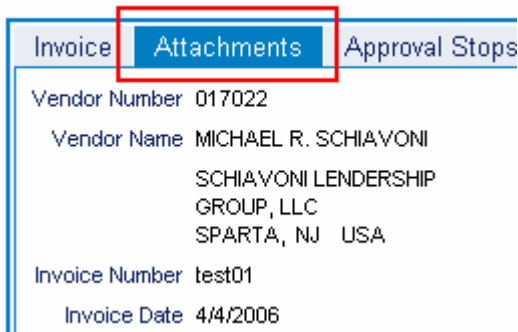 Invoice Attachments Approval Stops
Vendor Number 017022
Vendor Name MICHAEL R. SCHIAVONI
SCHIAVONI LENDERSHIP
GROUP, LLC
SPARTA, NJ USA
Invoice Number test01
Invoice Date 4/4/2006